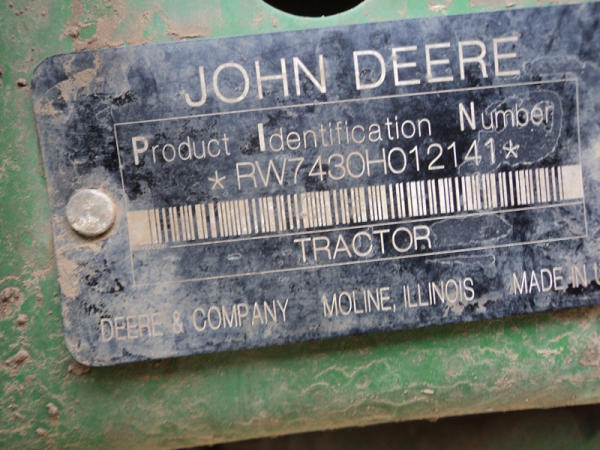 JOHN DEERE
Product Identification Number
*RW7430H012141*
TRACTOR
DEERE & COMPANY MOLINE, ILLINOIS MADE IN